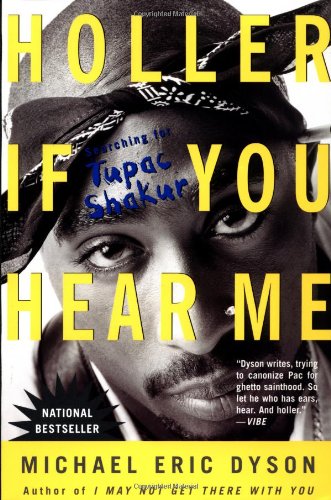 HOLLER
Searching for
IF Tupac YOU
Shakur
HEAR ME
"Dyson writes, trying
to canonize Pac for
ghetto sainthood. So
let he who has ears,
hear. And holler."
—VIBE
NATIONAL
BESTSELLER
MICHAEL ERIC DYSON
Author of I MAY NOT GET THERE WITH YOU